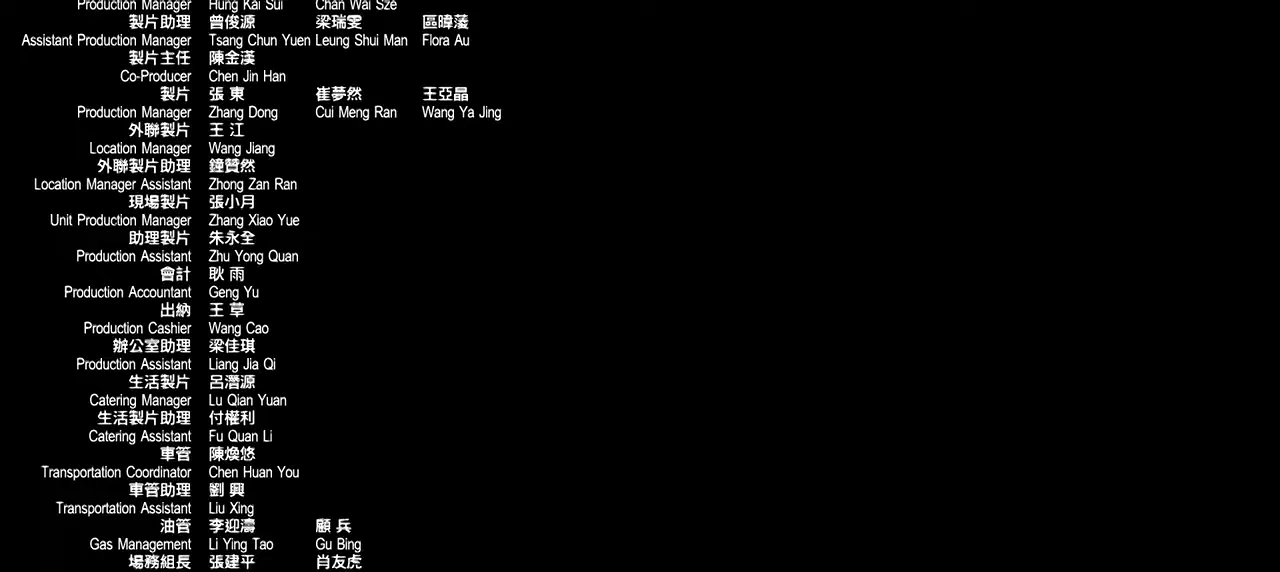 Production Manager Hung Kai Sui Chan Wai Sze
製片助理 曾俊源 梁瑞雯 區暐藩
Assistant Production Manager Tsang Chun Yuen Leung Shui Man Flora Au
製片主任 陳金漢
Co-Producer Chen Jin Han
製片 張 東 崔夢然 王亞晶
Production Manager Zhang Dong Cui Meng Ran Wang Ya Jing
外聯製片 王 江
Location Manager Wang Jiang
外聯製片助理 鐘贊然
Location Manager Assistant Zhong Zan Ran
現場製片 張小月
Unit Production Manager Zhang Xiao Yue
助理製片 朱永全
Production Assistant Zhu Yong Quan
會計 耿 雨
Production Accountant Geng Yu
出納 王 草
Production Cashier Wang Cao
辦公室助理 梁佳琪
Production Assistant Liang Jia Qi
生活製片 呂潛源
Catering Manager Lu Qian Yuan
生活製片助理 付權利
Catering Assistant Fu Quan Li
車管 陳煥悠
Transportation Coordinator Chen Huan You
車管助理 劉 興
Transportation Assistant Liu Xing
油管 李迎濤 顧 兵
Gas Management Li Ying Tao Gu Bing
場務組長 張建平 肖友虎